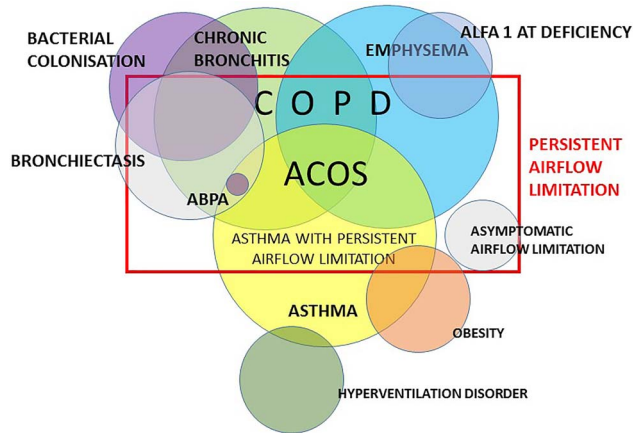 BACTERIAL
COLONISATION
CHRONIC
BRONCHITIS
EMPHYSEMA
ALFA 1 AT DEFICIENCY
C O P D
BRONCHIECTASIS
PERSISTENT
AIRFLOW
LIMITATION
ACOS
ABPA
ASTHMA WITH PERSISTENT
AIRFLOW LIMITATION
ASYMPTOMATIC
AIRFLOW LIMITATION
ASTHMA
OBESITY
HYPERVENTILATION DISORDER